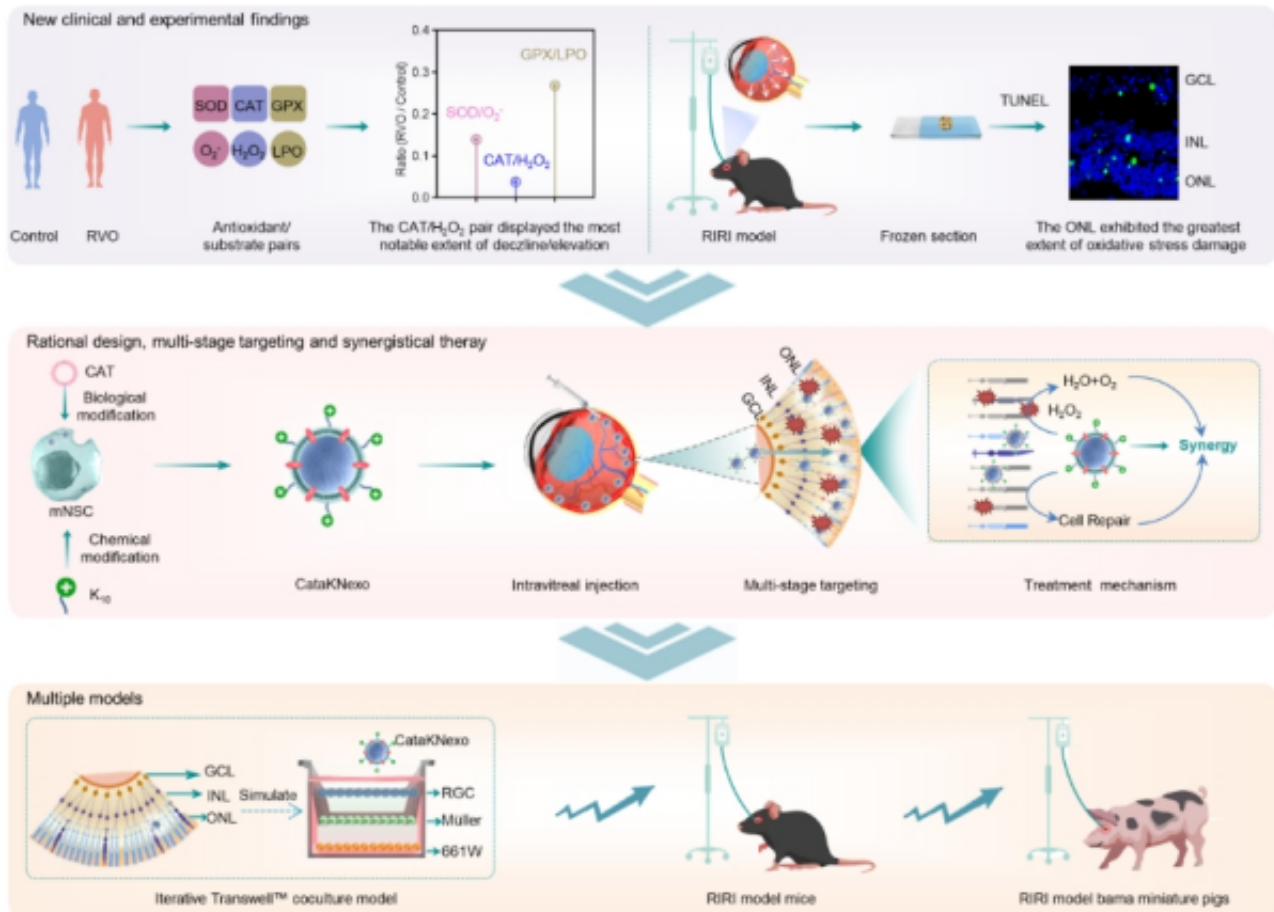 New clinical and experimental findings
Control
RVO
SOD CAT GPX
O₂⁻ H₂O₂ LPO
Antioxidant/
substrate pairs
Ratio (RVO / Control)
0.4
0.3
0.2
0.1
0.0
SOD/O₂⁻
CAT/H₂O₂
GPX/LPO
The CAT/H₂O₂ pair displayed the most
notable extent of deczline/elevation
RIRI model
Frozen section
TUNEL
GCL
INL
ONL
The ONL exhibited the greatest
extent of oxidative stress damage
Rational design, multi-stage targeting and synergistical theray
CAT
Biological
modification
mNSC
Chemical
modification
K₁₀
CataKNexo
Intravitreal injection
ONL
INL
GCL
Multi-stage targeting
H₂O+O₂
H₂O₂
Synergy
Cell Repair
Treatment mechanism
Multiple models
GCL
INL
ONL
Simulate
CataKNexo
RGC
Müller
661W
Iterative Transwell™ coculture model
RIRI model mice
RIRI model bama miniature pigs